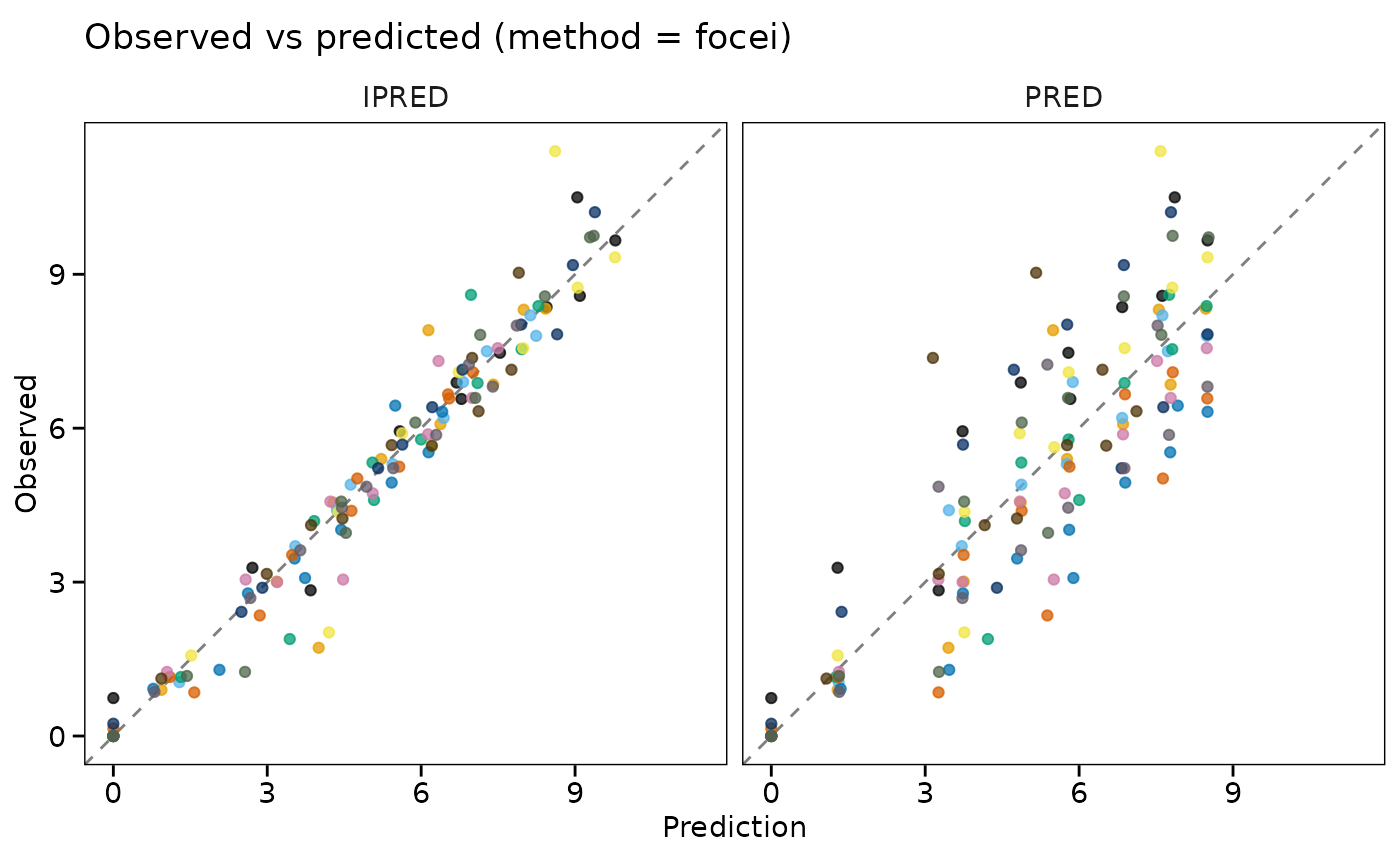 Observed vs predicted (method = focei)
IPRED PRED
Observed
9
6
3
0
0 3 6 9 0 3 6 9
Prediction